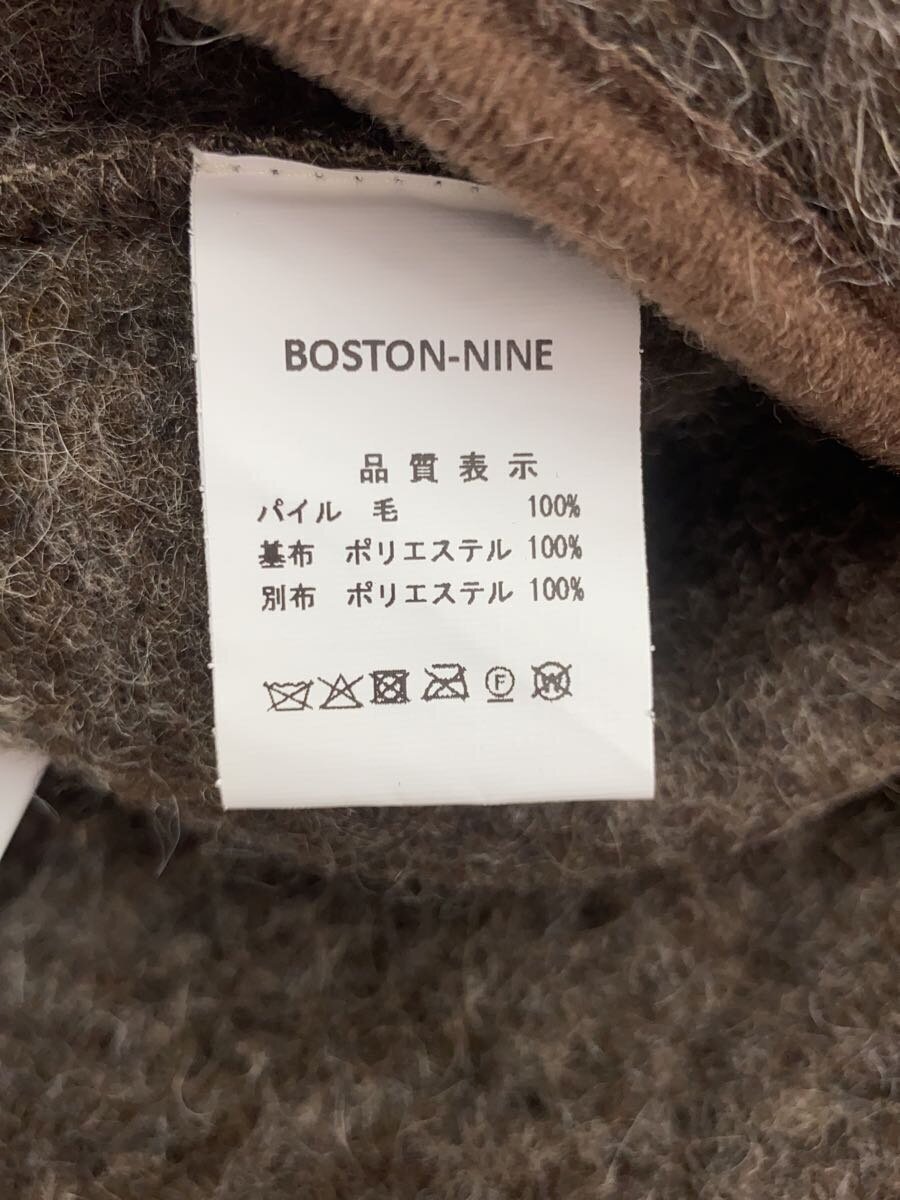 BOSTON-NINE
品質表示
パイル 毛 100%
基布 ポリエステル 100%
別布 ポリエステル 100%
F W